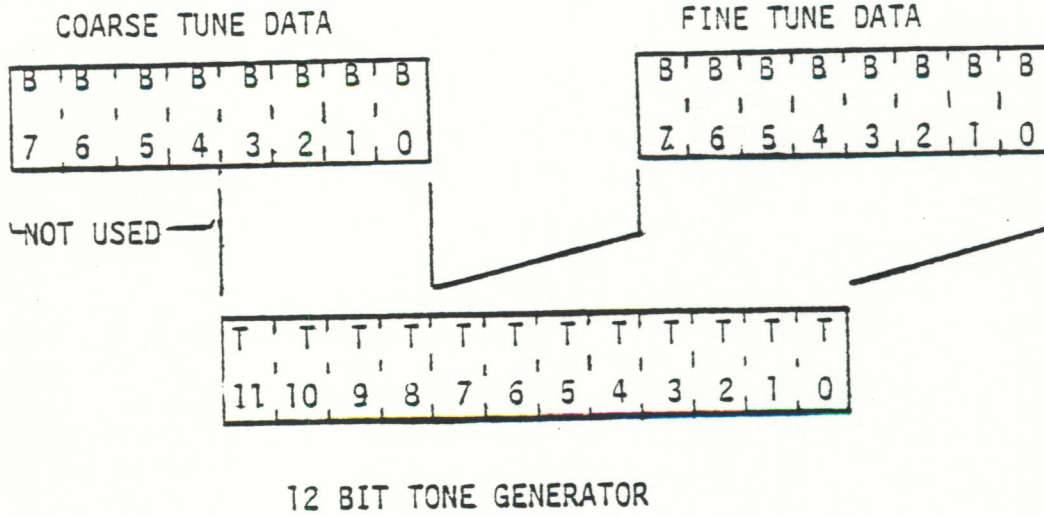 COARSE TUNE DATA
FINE TUNE DATA
B B B B B B B B
7 6 5 4 3 2 1 0
B B B B B B B B
7 6 5 4 3 2 1 0
NOT USED
T T T T T T T T T T T T
11 10 9 8 7 6 5 4 3 2 1 0
12 BIT TONE GENERATOR